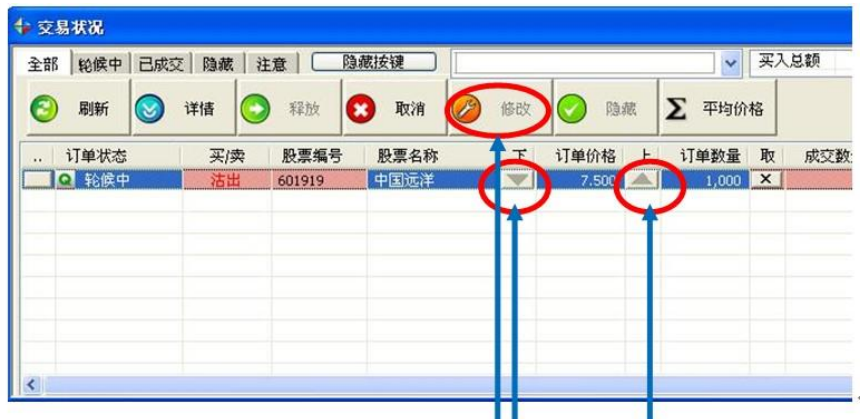 交易状况
全部 轮候中 已成交 隐藏 注意 隐藏按键 买入总额
刷新 详情 释放 取消 修改 隐藏 平均价格
.. 订单状态 买/卖 股票编号 股票名称 下 订单价格 上 订单数量 取 成交数
轮候中 沽出 601919 中国远洋 7.500 1,000 X